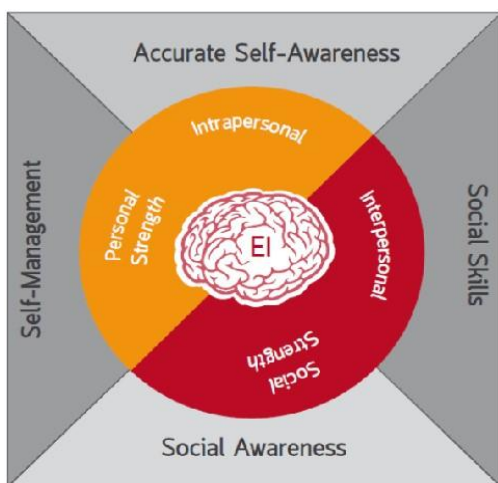 Accurate Self-Awareness
Intrapersonal
Personal
Strength
Self-Management
EI
Interpersonal
Social Skills
Social
Strength
Social Awareness